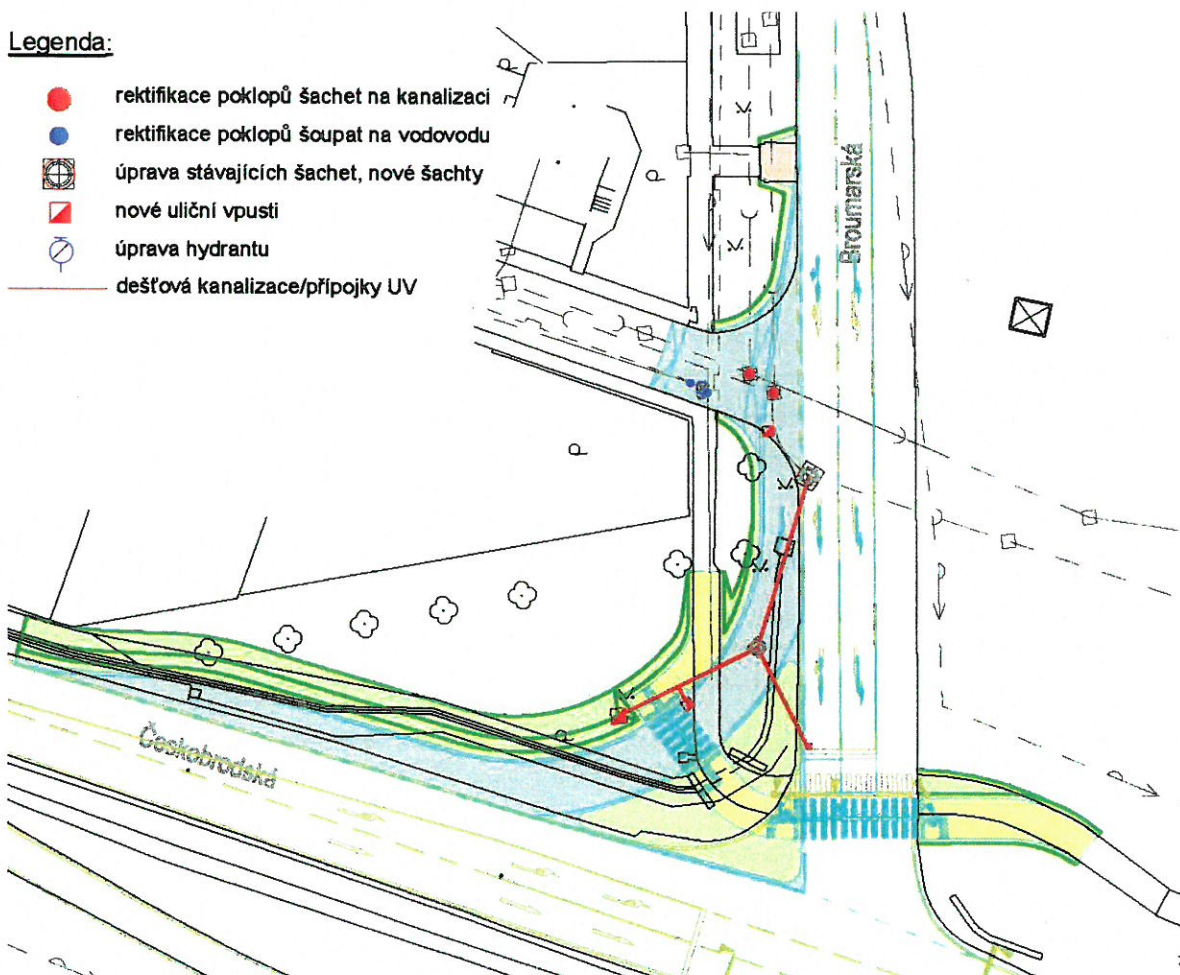 Legenda:
rektifikace poklopů šachet na kanalizaci
rektifikace poklopů šoupat na vodovodu
úprava stávajících šachet, nové šachty
nové uliční vpusti
úprava hydrantu
dešťová kanalizace/přípojky UV
Broumarská
Českobrodská